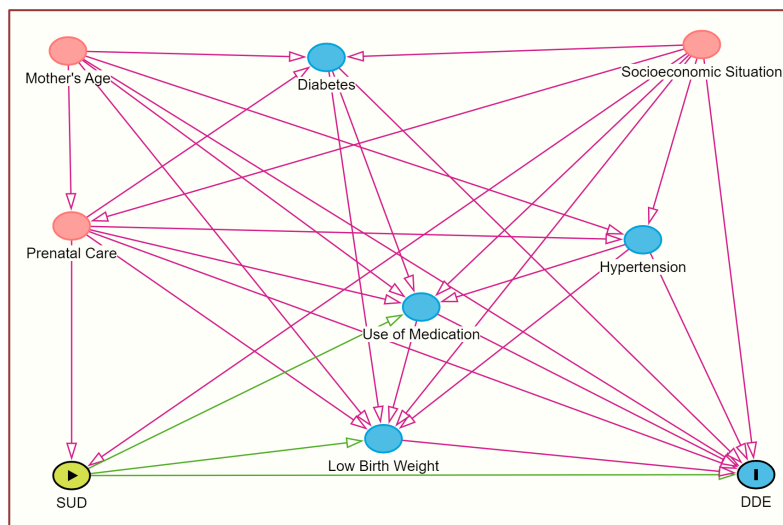 Mother's Age
Diabetes
Socioeconomic Situation
Prenatal Care
Hypertension
Use of Medication
Low Birth Weight
SUD
DDE